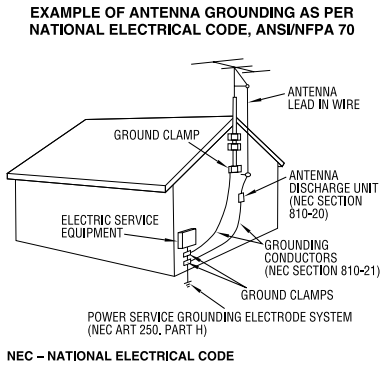 EXAMPLE OF ANTENNA GROUNDING AS PER
NATIONAL ELECTRICAL CODE, ANSI/NFPA 70
ANTENNA
LEAD IN WIRE
GROUND CLAMP
ANTENNA
DISCHARGE UNIT
(NEC SECTION
810-20)
ELECTRIC SERVICE
EQUIPMENT
GROUNDING
CONDUCTORS
(NEC SECTION 810-21)
GROUND CLAMPS
POWER SERVICE GROUNDING ELECTRODE SYSTEM
(NEC ART 250. PART H)
NEC – NATIONAL ELECTRICAL CODE